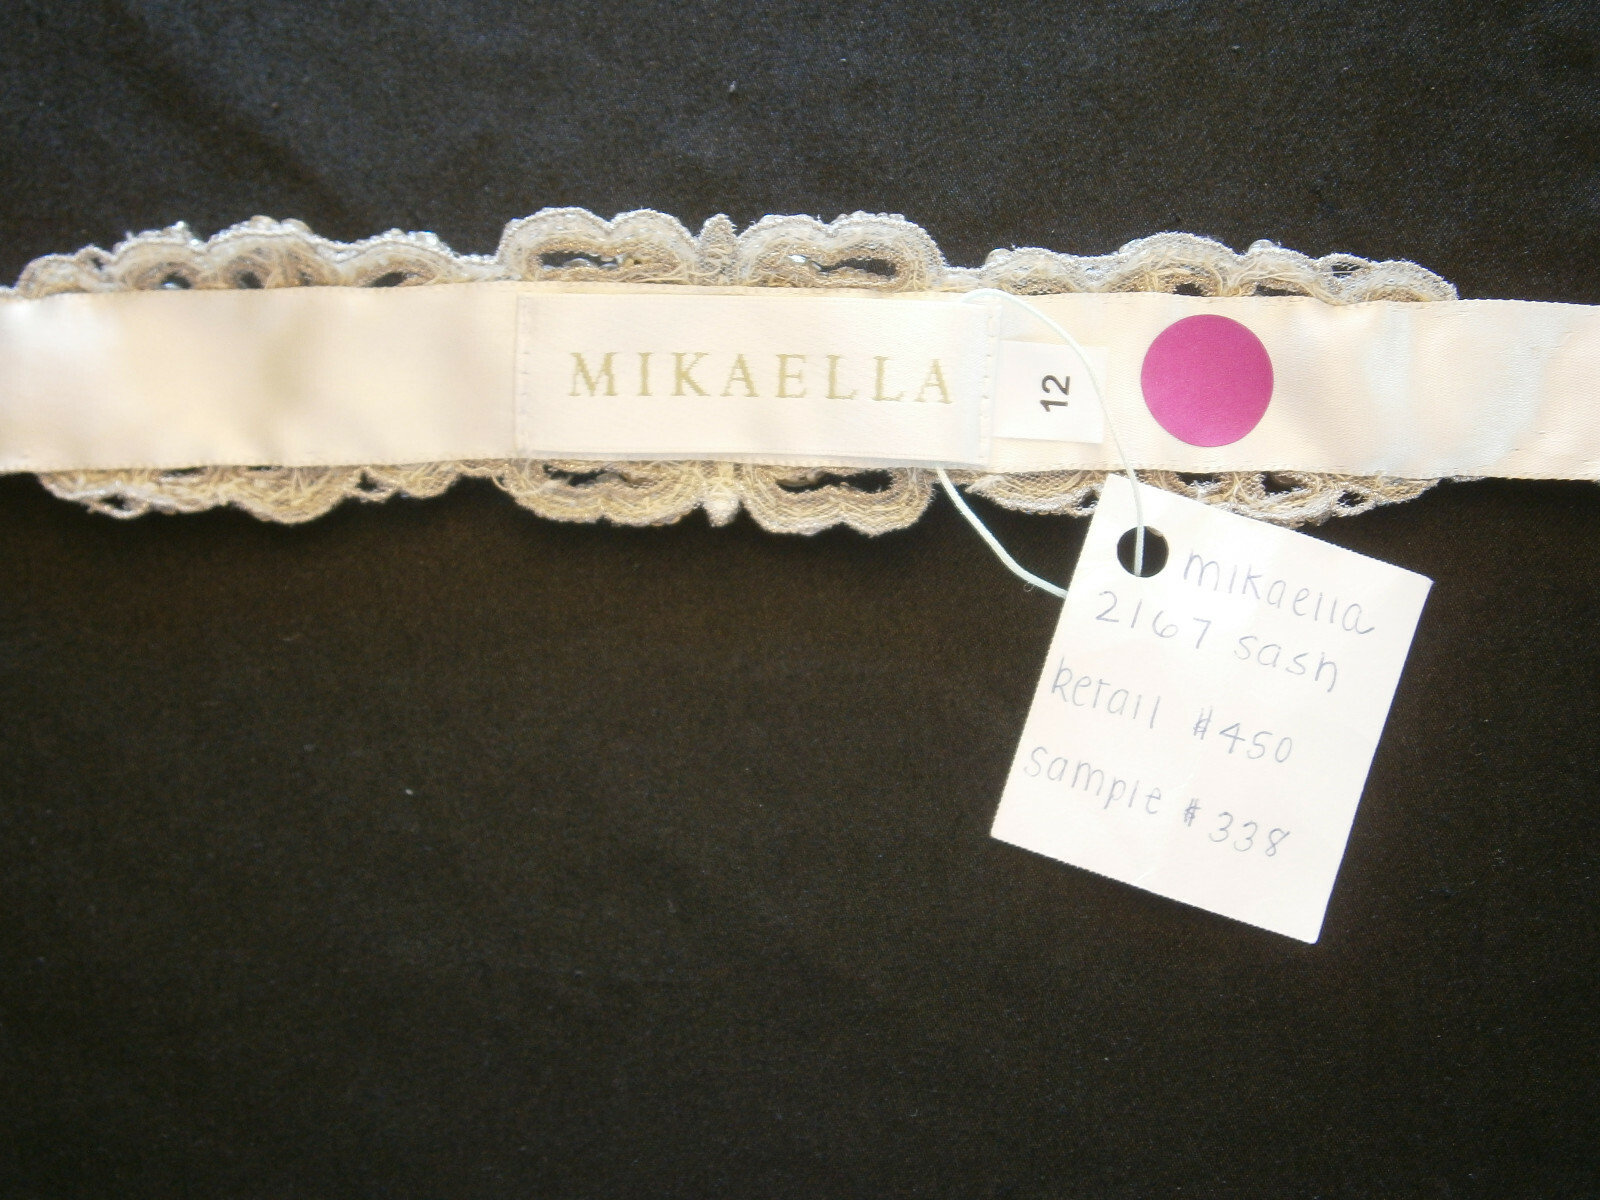 MIKAELLA
12
mikaella
2167 sash
Retail $450
sample $338